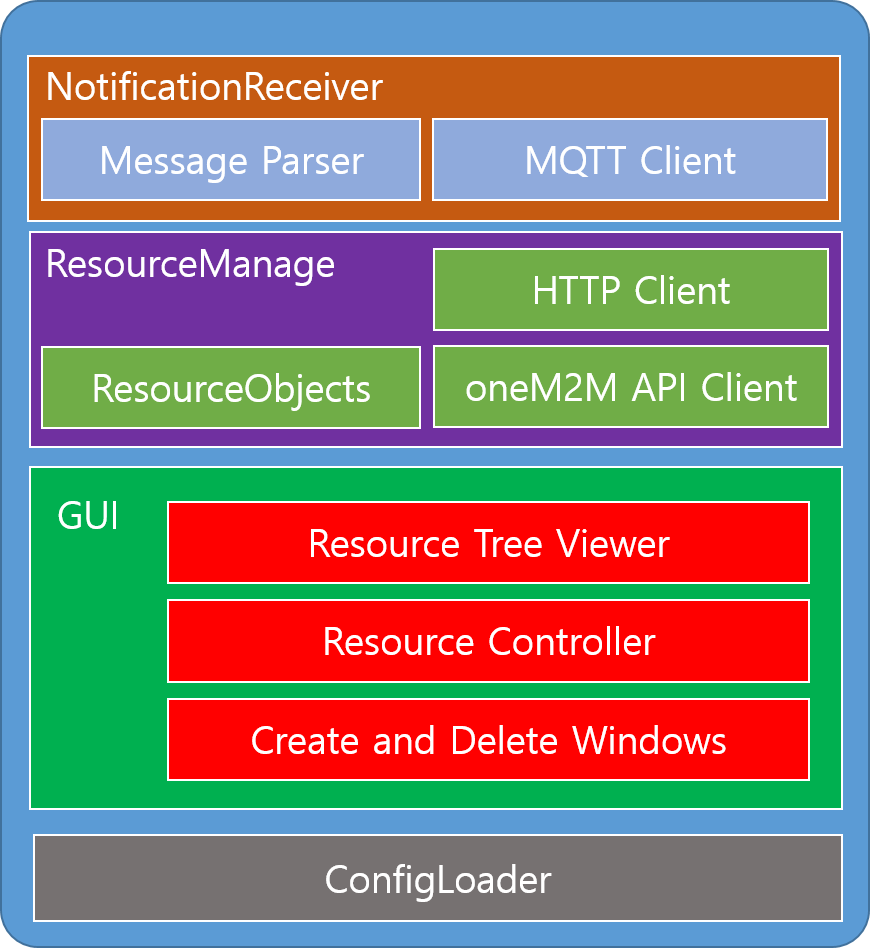 NotificationReceiver
Message Parser
MQTT Client
ResourceManage
HTTP Client
ResourceObjects
oneM2M API Client
GUI
Resource Tree Viewer
Resource Controller
Create and Delete Windows
ConfigLoader